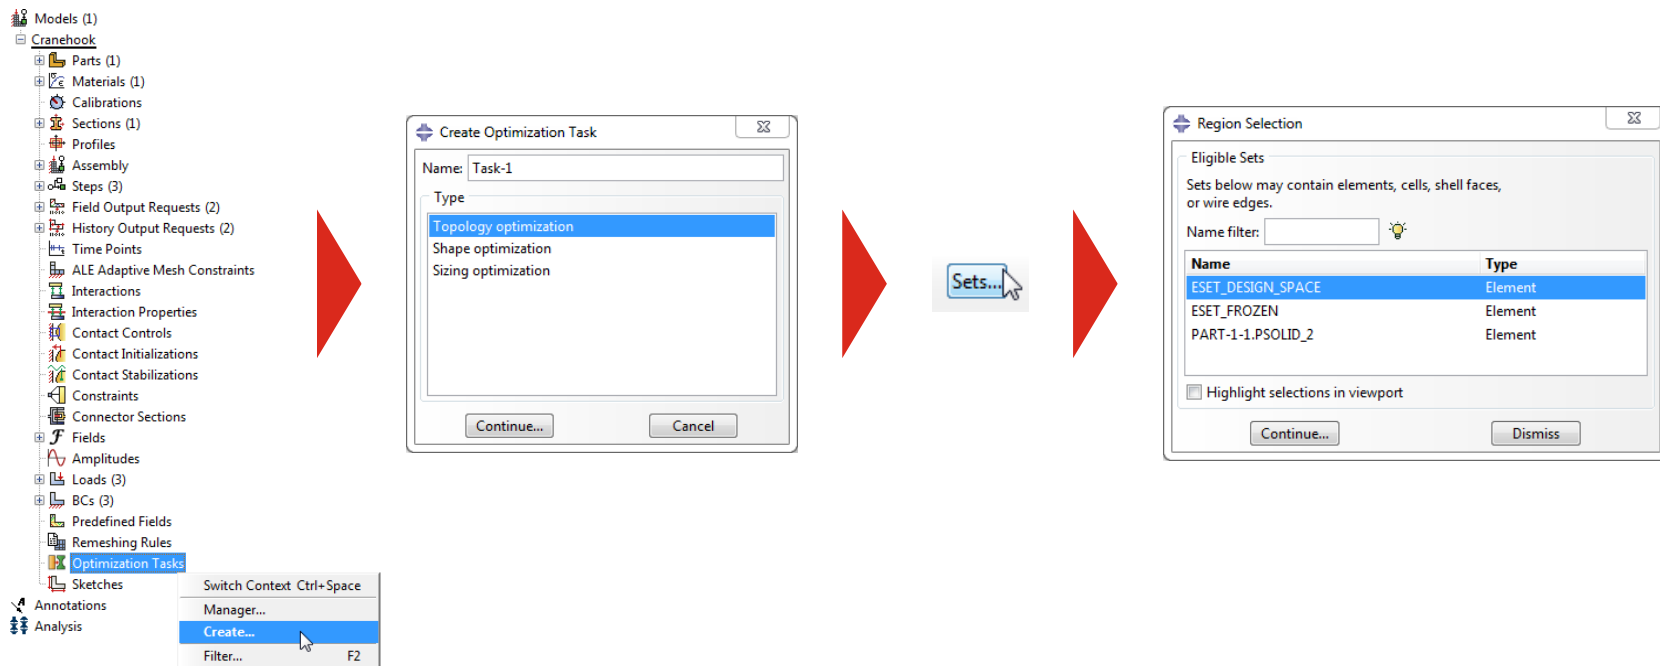 Models (1)
Cranehook
Parts (1)
Materials (1)
Calibrations
Sections (1)
Profiles
Assembly
Steps (3)
Field Output Requests (2)
History Output Requests (2)
Time Points
ALE Adaptive Mesh Constraints
Interactions
Interaction Properties
Contact Controls
Contact Initializations
Contact Stabilizations
Constraints
Connector Sections
Fields
Amplitudes
Loads (3)
BCs (3)
Predefined Fields
Remeshing Rules
Optimization Tasks
Sketches
Annotations
Analysis
Switch Context Ctrl+Space
Manager...
Create...
Filter... F2
Create Optimization Task
Name: Task-1
Type
Topology optimization
Shape optimization
Sizing optimization
Continue... Cancel
Sets...
Region Selection
Eligible Sets
Sets below may contain elements, cells, shell faces,
or wire edges.
Name filter:
Name Type
ESET_DESIGN_SPACE Element
ESET_FROZEN Element
PART-1-1.PSOLID_2 Element
Highlight selections in viewport
Continue... Dismiss